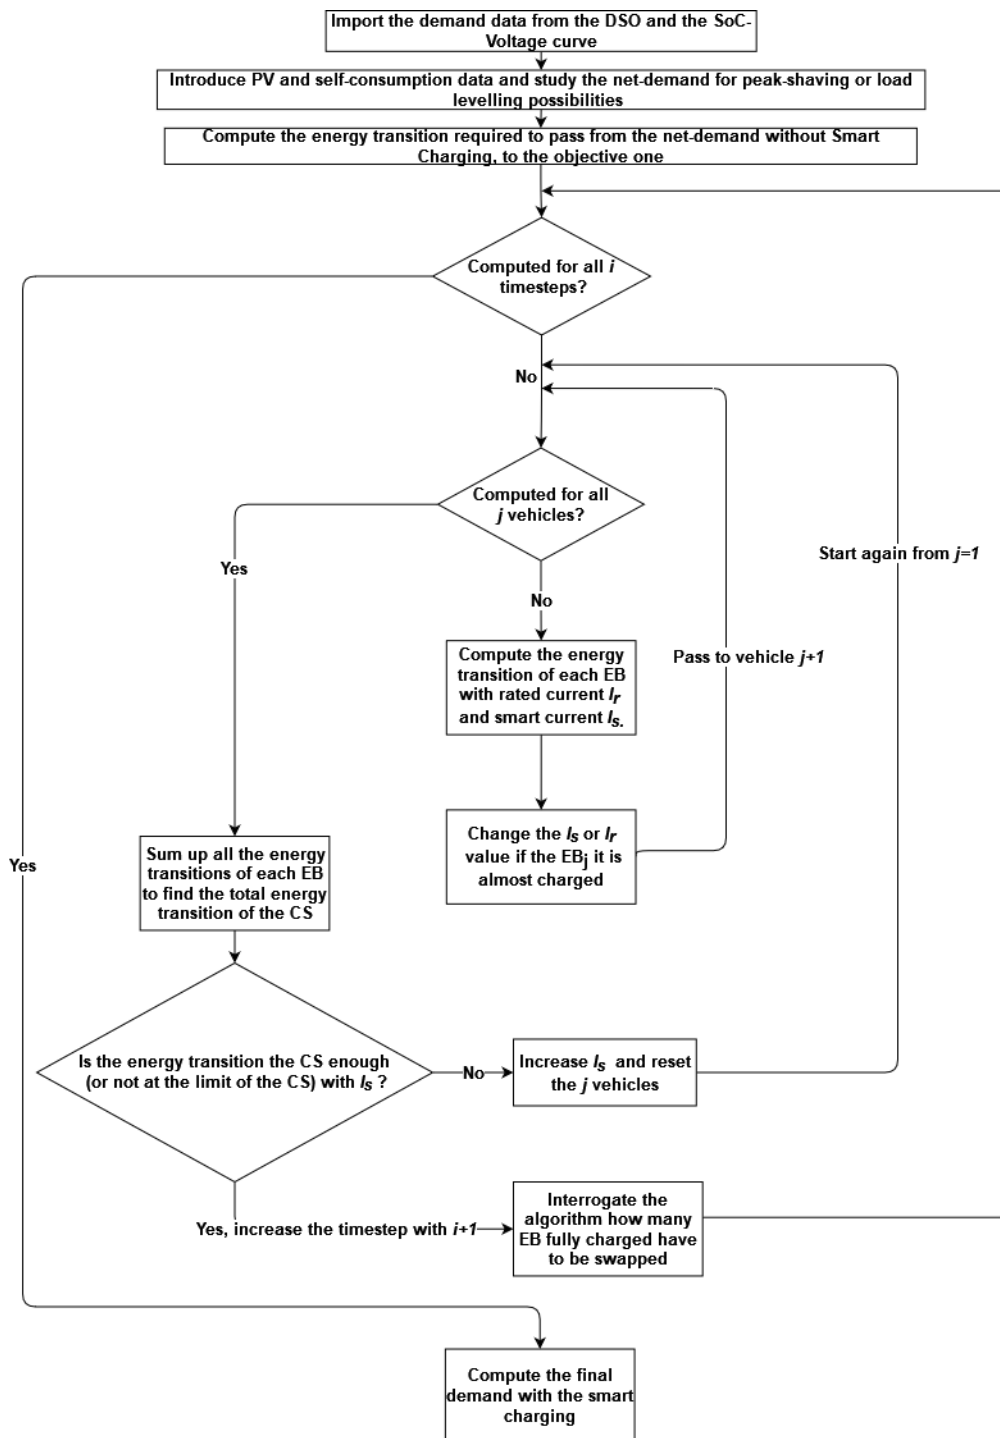 Import the demand data from the DSO and the SoC-
Voltage curve
Introduce PV and self-consumption data and study the net-demand for peak-shaving or load
levelling possibilities
Compute the energy transition required to pass from the net-demand without Smart
Charging, to the objective one
Computed for all i
timesteps?
No
Computed for all
j vehicles?
Start again from j=1
Yes
No
Compute the energy
transition of each EB
with rated current Ir
and smart current Is.
Pass to vehicle j+1
Change the Is or Ir
value if the EBj it is
almost charged
Yes
Sum up all the energy
transitions of each EB
to find the total energy
transition of the CS
Is the energy transition the CS enough
(or not at the limit of the CS) with Is ?
No
Increase Is and reset
the j vehicles
Yes, increase the timestep with i+1
Interrogate the
algorithm how many
EB fully charged have
to be swapped
Compute the final
demand with the smart
charging